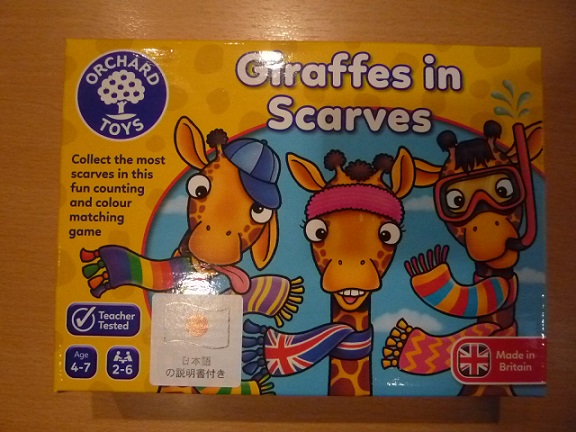 ORCHARD
TOYS
Giraffes in
Scarves
Collect the most
scarves in this
fun counting
and colour
matching
game
Teacher
Tested
Age
4-7
2-6
日本語
の説明書付き
Made in
Britain